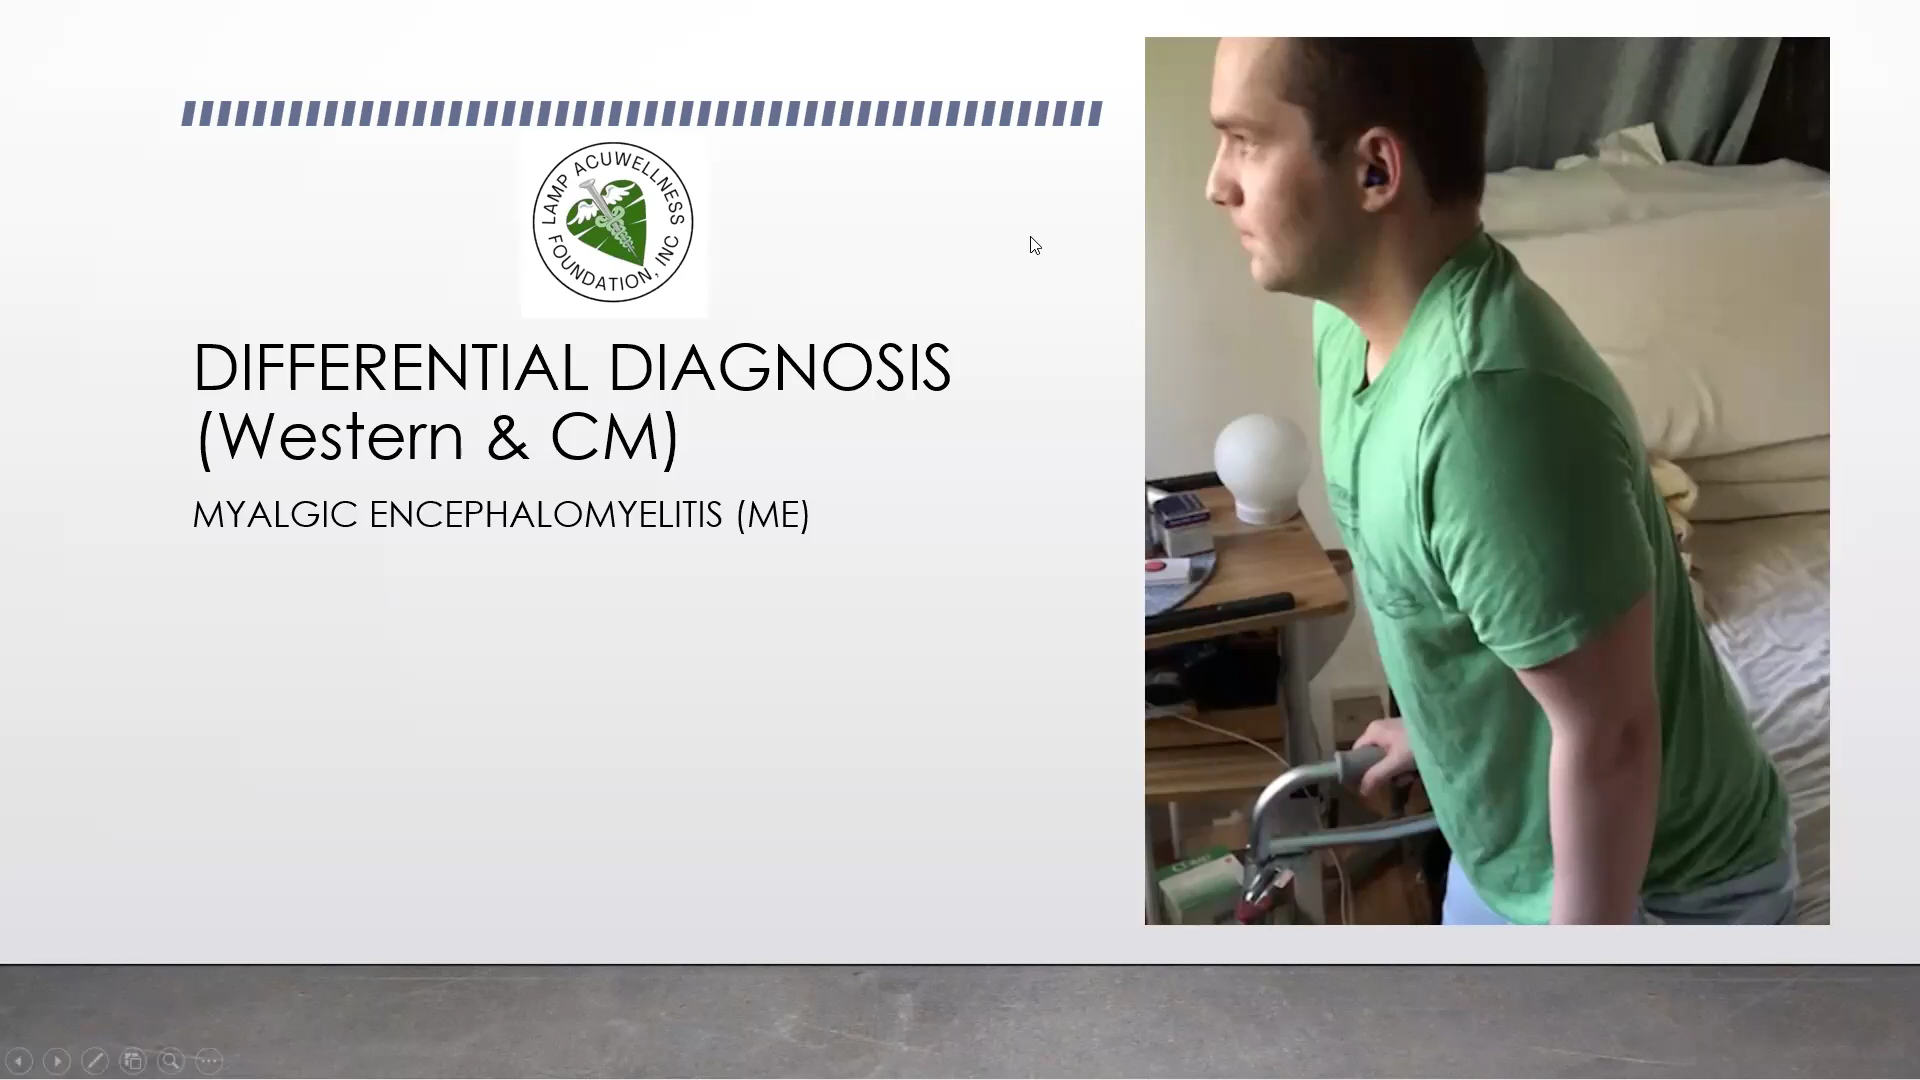 LAMP ACUWELLNESS
FOUNDATION, INC
DIFFERENTIAL DIAGNOSIS
(Western & CM)
MYALGIC ENCEPHALOMYELITIS (ME)